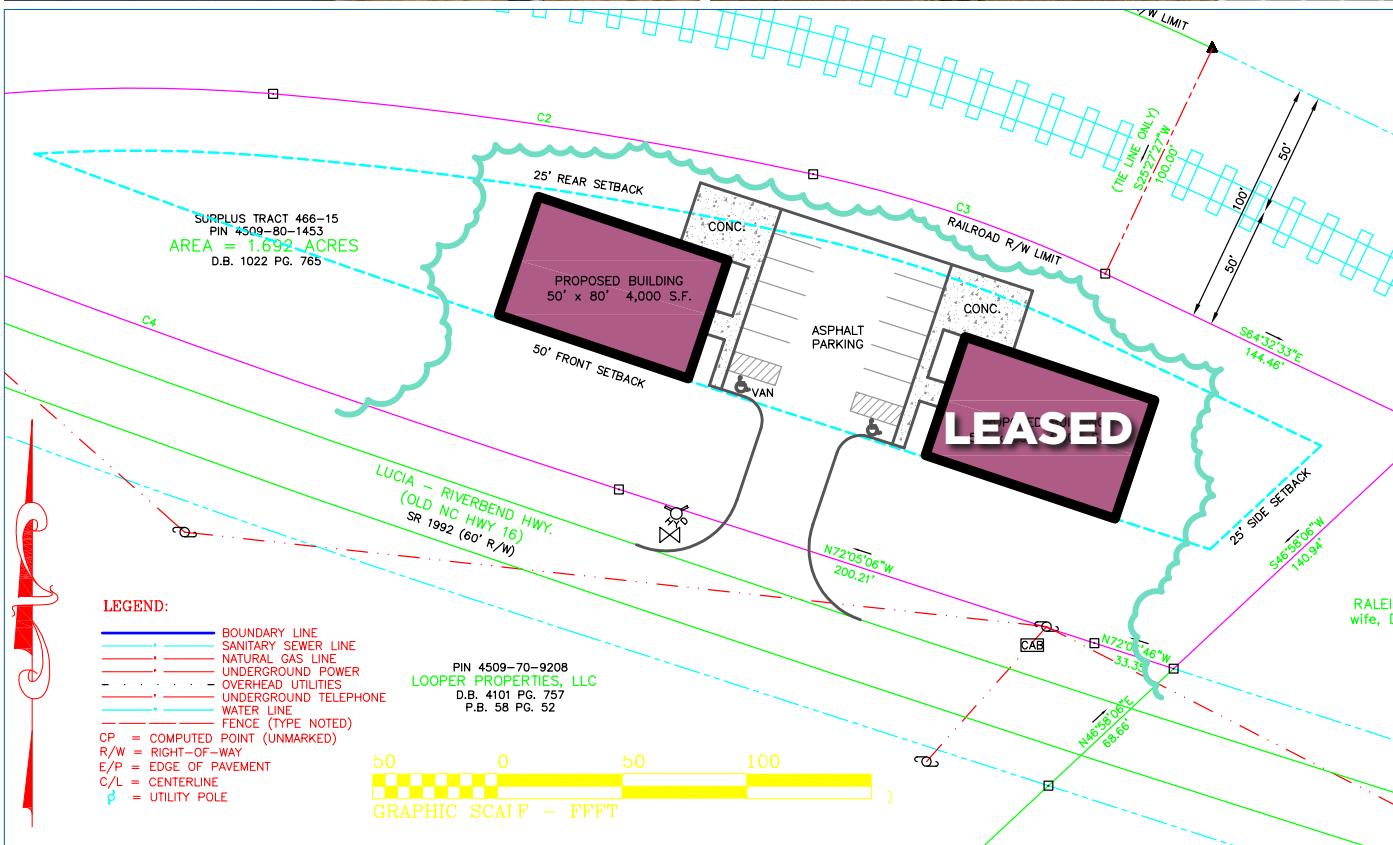 R/W LIMIT
C2
(TIE LINE ONLY)
S25°27'27"W
100.00'
50'
100'
50'
25' REAR SETBACK
C3
RAILROAD R/W LIMIT
SURPLUS TRACT 466-15
PIN 4509-80-1453
AREA = 1.692 ACRES
D.B. 1022 PG. 765
CONC.
PROPOSED BUILDING
50' x 80' 4,000 S.F.
CONC.
C4
ASPHALT
PARKING
S64°32'33"E
144.46'
50' FRONT SETBACK
VAN
LEASED
25' SIDE SETBACK
S46°58'06"W
140.94'
LUCIA - RIVERBEND HWY.
(OLD NC HWY 16)
SR 1992 (60' R/W)
HYD
N72°05'06"W
200.21'
RALEI
wife, D
CAB
33.35'
N46°58'06"E
68.66'
LEGEND:
BOUNDARY LINE
SANITARY SEWER LINE
NATURAL GAS LINE
UNDERGROUND POWER
OVERHEAD UTILITIES
UNDERGROUND TELEPHONE
WATER LINE
FENCE (TYPE NOTED)
CP = COMPUTED POINT (UNMARKED)
R/W = RIGHT-OF-WAY
E/P = EDGE OF PAVEMENT
C/L = CENTERLINE
= UTILITY POLE
PIN 4509-70-9208
LOOPER PROPERTIES, LLC
D.B. 4101 PG. 757
P.B. 58 PG. 52
50 0 50 100
GRAPHIC SCALE - FEET